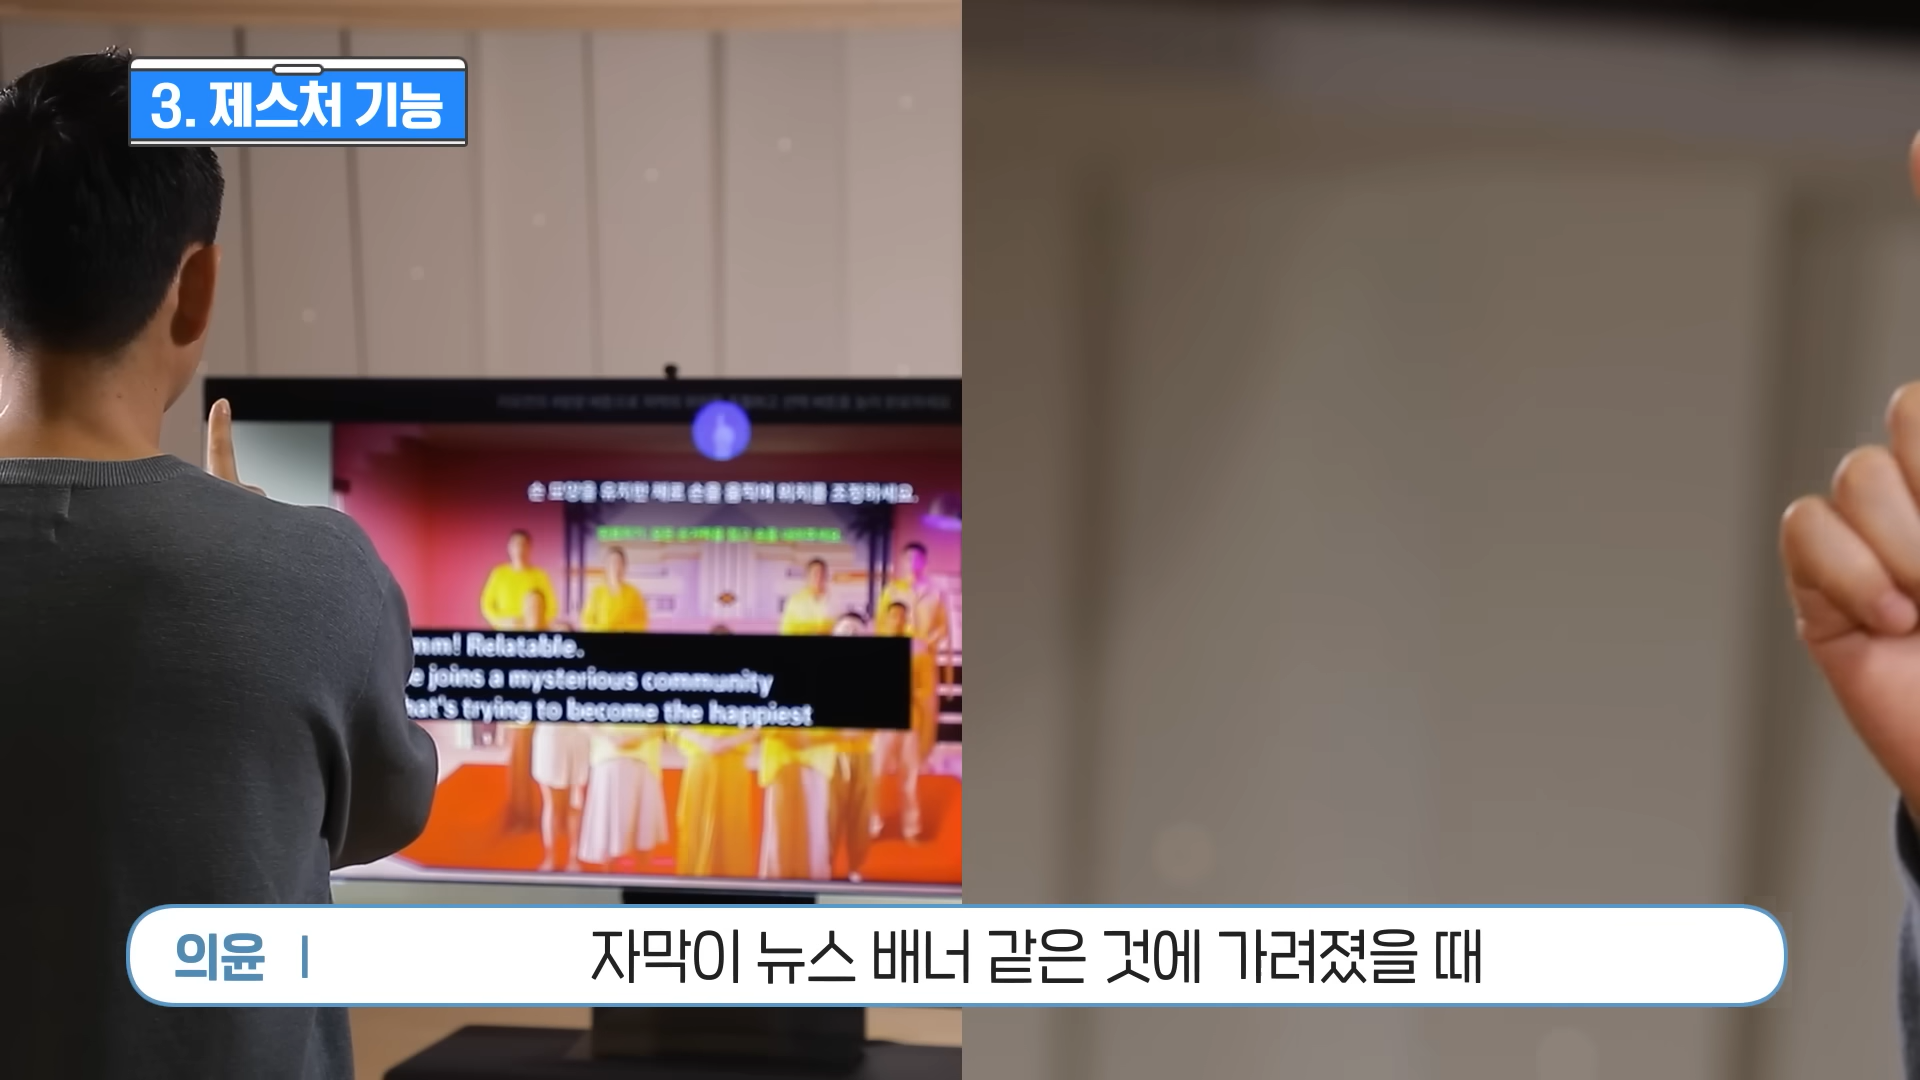 3. 제스처 기능
손 모양을 유지한 채로 손을 움직여 위치를 조정하세요.
mm! Relatable.
e joins a mysterious community
hat's trying to become the happiest
의윤 | 자막이 뉴스 배너 같은 것에 가려졌을 때